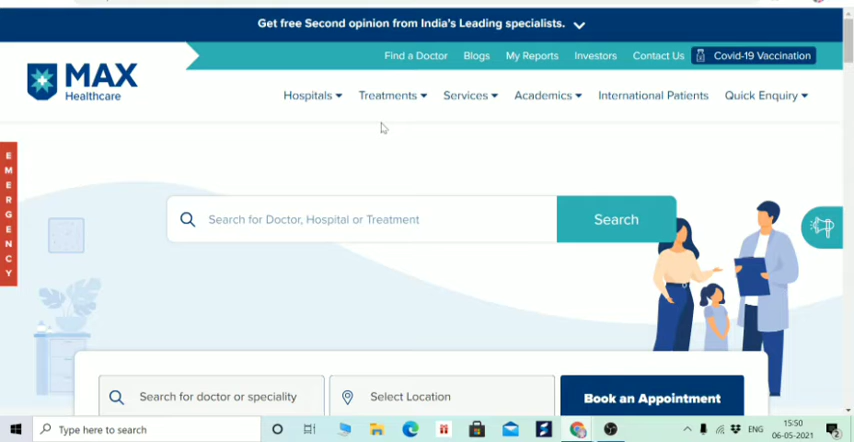 Get free Second opinion from India's Leading specialists.
Find a Doctor Blogs My Reports Investors Contact Us Covid-19 Vaccination
MAX
Healthcare
Hospitals Treatments Services Academics International Patients Quick Enquiry
EMERGENCY
Search for Doctor, Hospital or Treatment Search
Search for doctor or speciality Select Location Book an Appointment
Type here to search ENG 15:50
06-05-2021 2